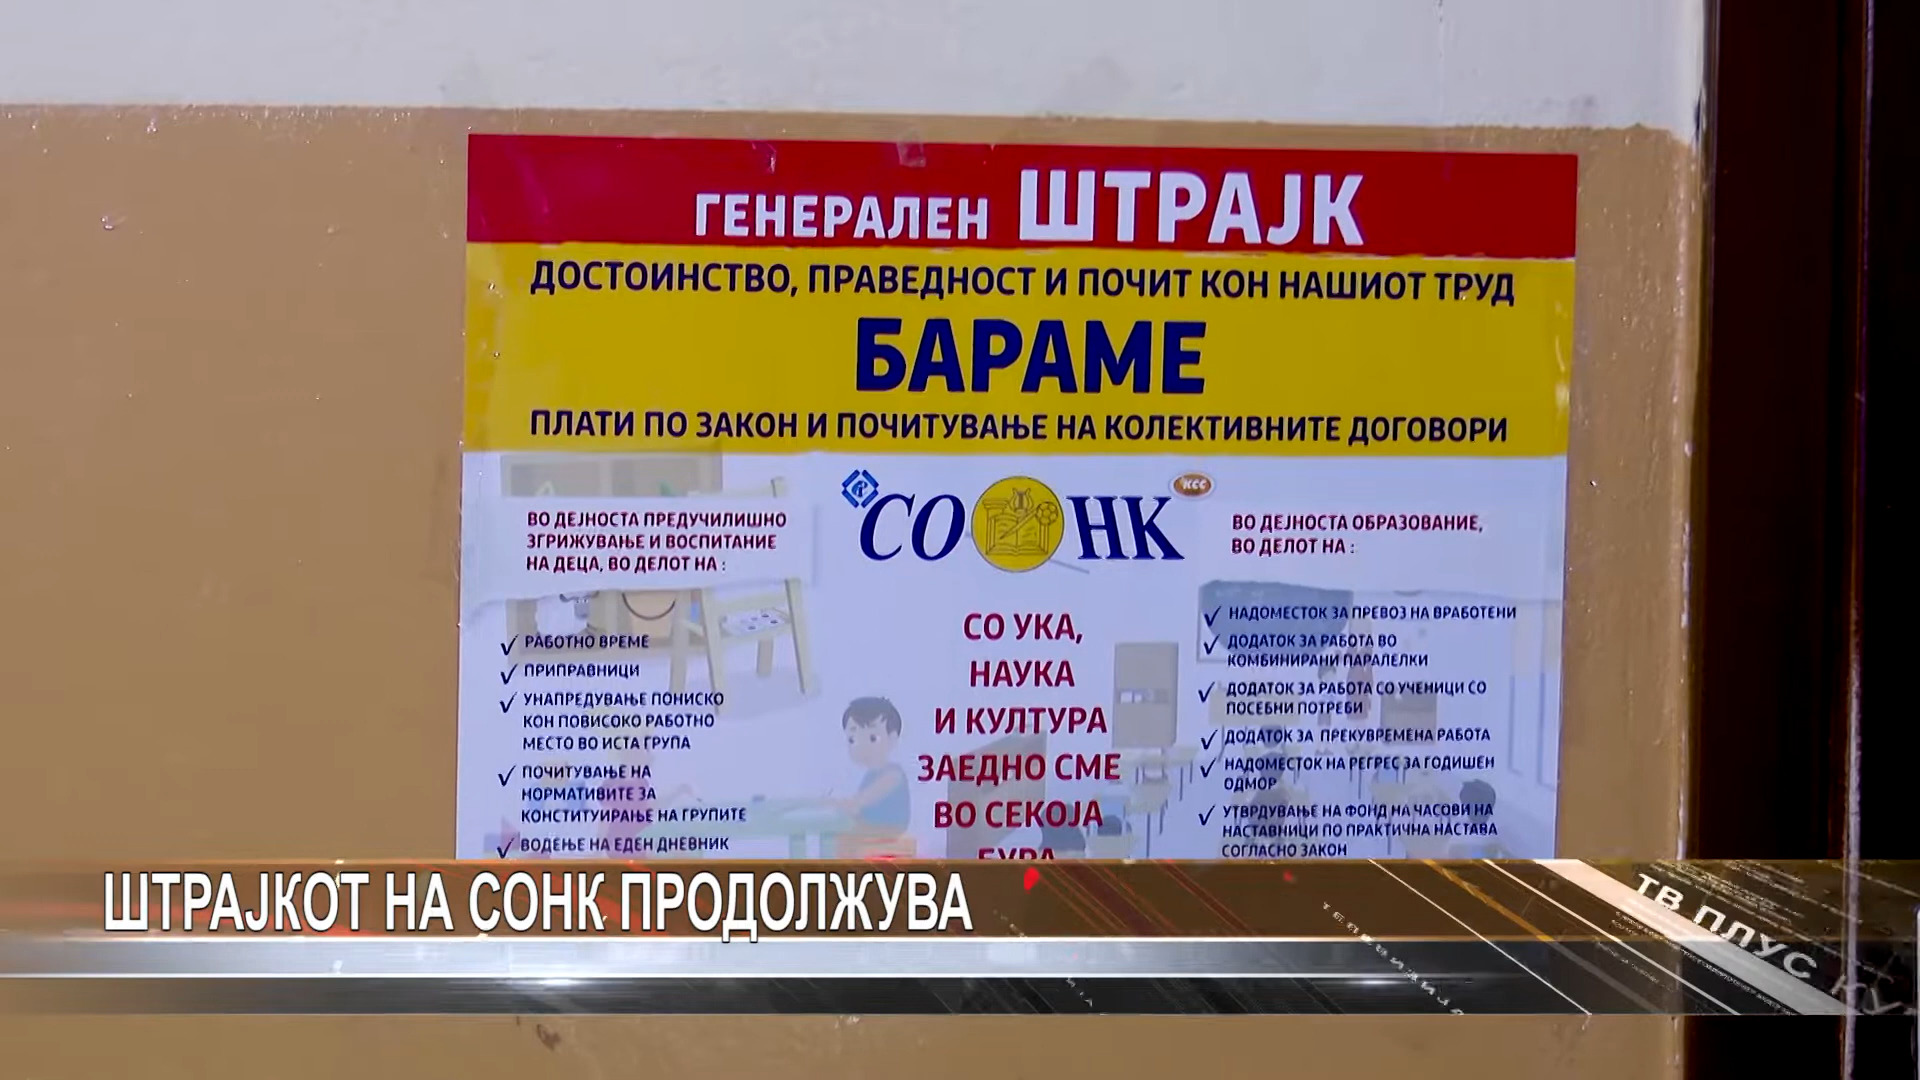 ГЕНЕРАЛЕН ШТРАЈК
ДОСТОИНСТВО, ПРАВЕДНОСТ И ПОЧИТ КОН НАШИОТ ТРУД
БАРАМЕ
ПЛАТИ ПО ЗАКОН И ПОЧИТУВАЊЕ НА КОЛЕКТИВНИТЕ ДОГОВОРИ
СОНК
КСС
ВО ДЕЈНОСТА ПРЕДУЧИЛИШНО
ЗГРИЖУВАЊЕ И ВОСПИТАНИЕ
НА ДЕЦА, ВО ДЕЛОТ НА :
РАБОТНО ВРЕМЕ
ПРИПРАВНИЦИ
УНАПРЕДУВАЊЕ ПОНИСКО
КОН ПОВИСОКО РАБОТНО
МЕСТО ВО ИСТА ГРУПА
ПОЧИТУВАЊЕ НА
НОРМАТИВИТЕ ЗА
КОНСТИТУИРАЊЕ НА ГРУПИТЕ
ВОДЕЊЕ НА ЕДЕН ДНЕВНИК
СО УКА,
НАУКА
И КУЛТУРА
ЗАЕДНО СМЕ
ВО СЕКОЈА
БУРА
ВО ДЕЈНОСТА ОБРАЗОВАНИЕ,
ВО ДЕЛОТ НА :
НАДОМЕСТОК ЗА ПРЕВОЗ НА ВРАБОТЕНИ
ДОДАТОК ЗА РАБОТА ВО
КОМБИНИРАНИ ПАРАЛЕЛКИ
ДОДАТОК ЗА РАБОТА СО УЧЕНИЦИ СО
ПОСЕБНИ ПОТРЕБИ
ДОДАТОК ЗА ПРЕКУВРЕМЕНА РАБОТА
НАДОМЕСТОК НА РЕГРЕС ЗА ГОДИШЕН
ОДМОР
УТВРДУВАЊЕ НА ФОНД НА ЧАСОВИ НА
НАСТАВНИЦИ ПО ПРАКТИЧНА НАСТАВА
СОГЛАСНО ЗАКОН
ШТРАЈКОТ НА СОНК ПРОДОЛЖУВА
ТВ ПЛУС